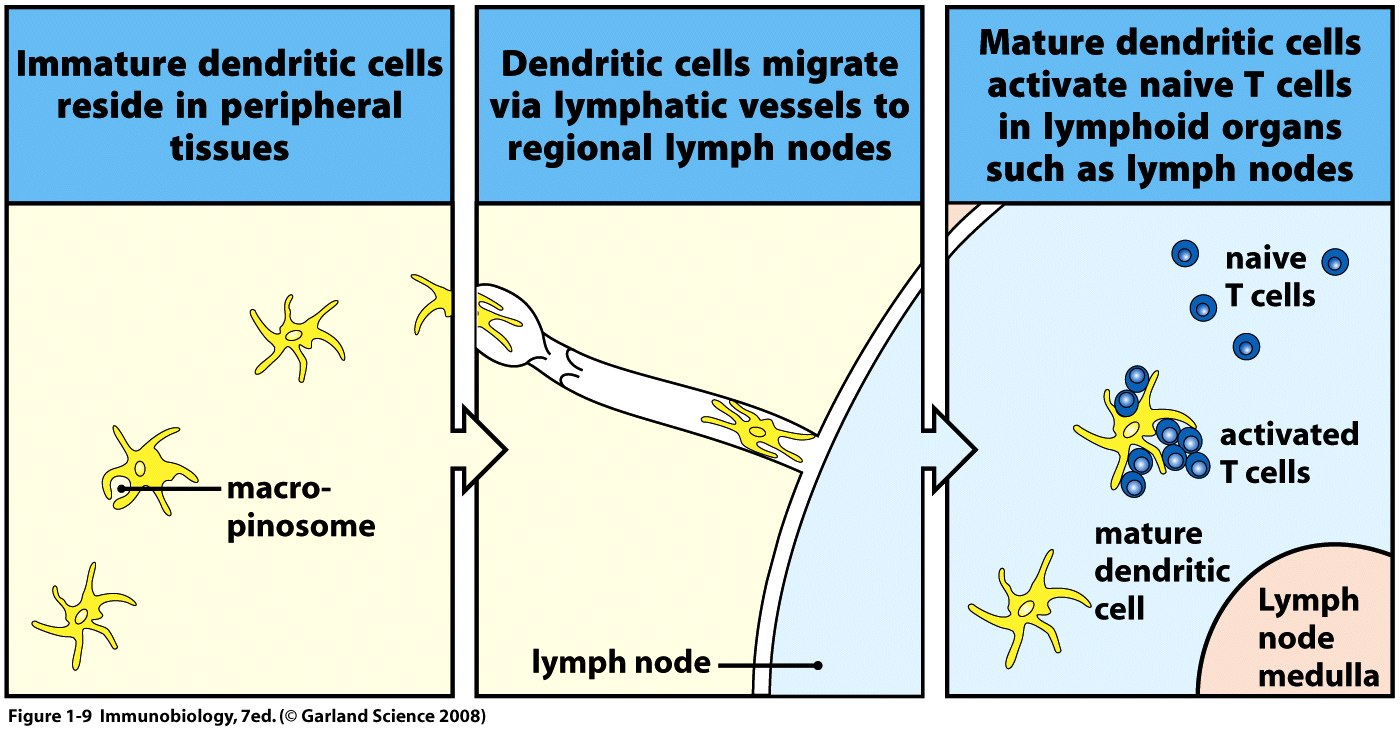 Immature dendritic cells
reside in peripheral
tissues
Dendritic cells migrate
via lymphatic vessels to
regional lymph nodes
Mature dendritic cells
activate naive T cells
in lymphoid organs
such as lymph nodes
macro-
pinosome
lymph node
naive
T cells
activated
T cells
mature
dendritic
cell
Lymph
node
medulla
Figure 1-9 Immunobiology, 7ed. (© Garland Science 2008)